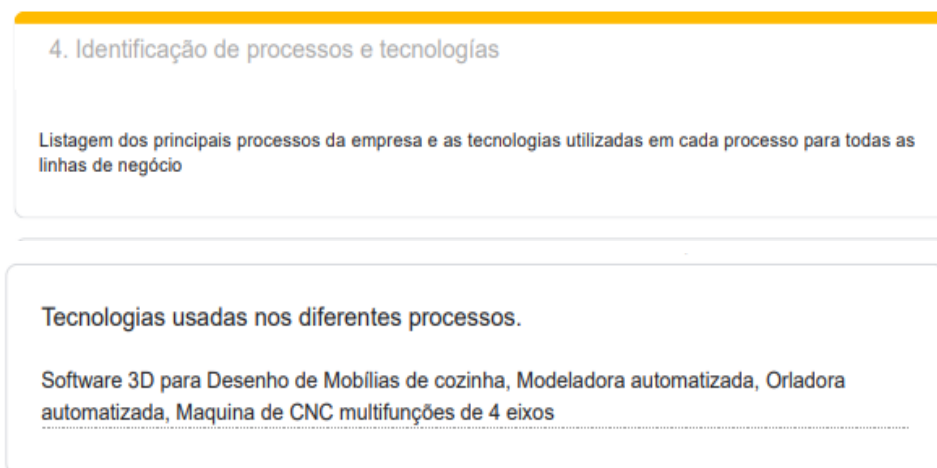 4. Identificação de processos e tecnologías
Listagem dos principais processos da empresa e as tecnologias utilizadas em cada processo para todas as
linhas de negócio
Tecnologias usadas nos diferentes processos.
Software 3D para Desenho de Mobílias de cozinha, Modeladora automatizada, Orladora
automatizada, Maquina de CNC multifunções de 4 eixos